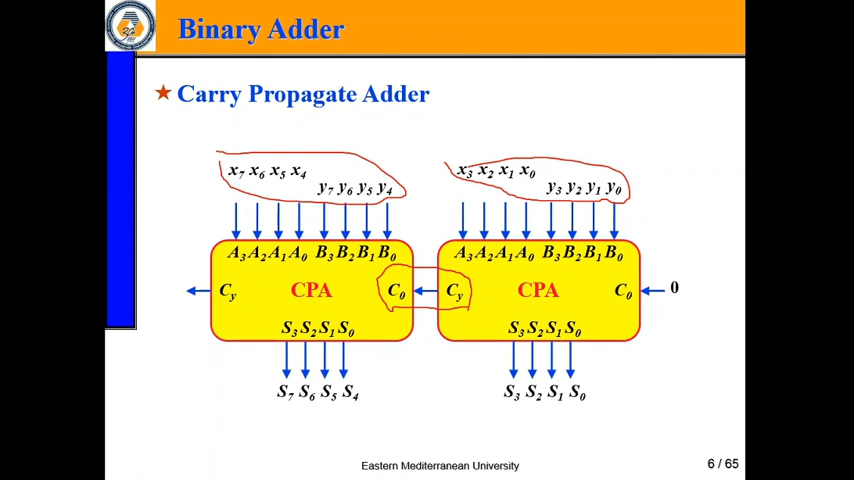 Binary Adder
Carry Propagate Adder
x7 x6 x5 x4
y7 y6 y5 y4
x3 x2 x1 x0
y3 y2 y1 y0
A3 A2 A1 A0 B3 B2 B1 B0
A3 A2 A1 A0 B3 B2 B1 B0
Cy CPA C0
Cy CPA C0
0
S3 S2 S1 S0
S3 S2 S1 S0
S7 S6 S5 S4
S3 S2 S1 S0
Eastern Mediterranean University
6 / 65